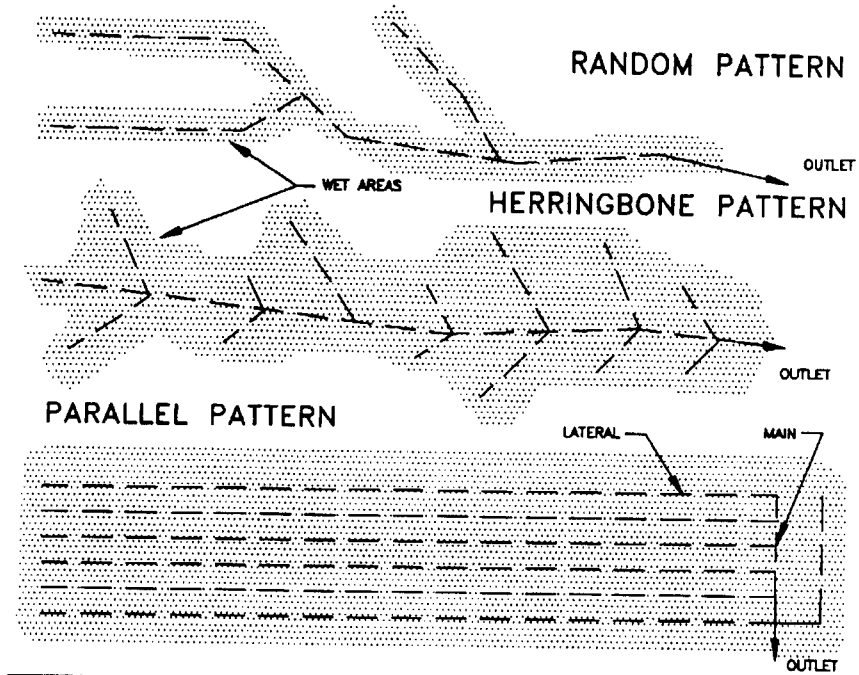 RANDOM PATTERN
OUTLET
WET AREAS
HERRINGBONE PATTERN
OUTLET
PARALLEL PATTERN
LATERAL
MAIN
OUTLET